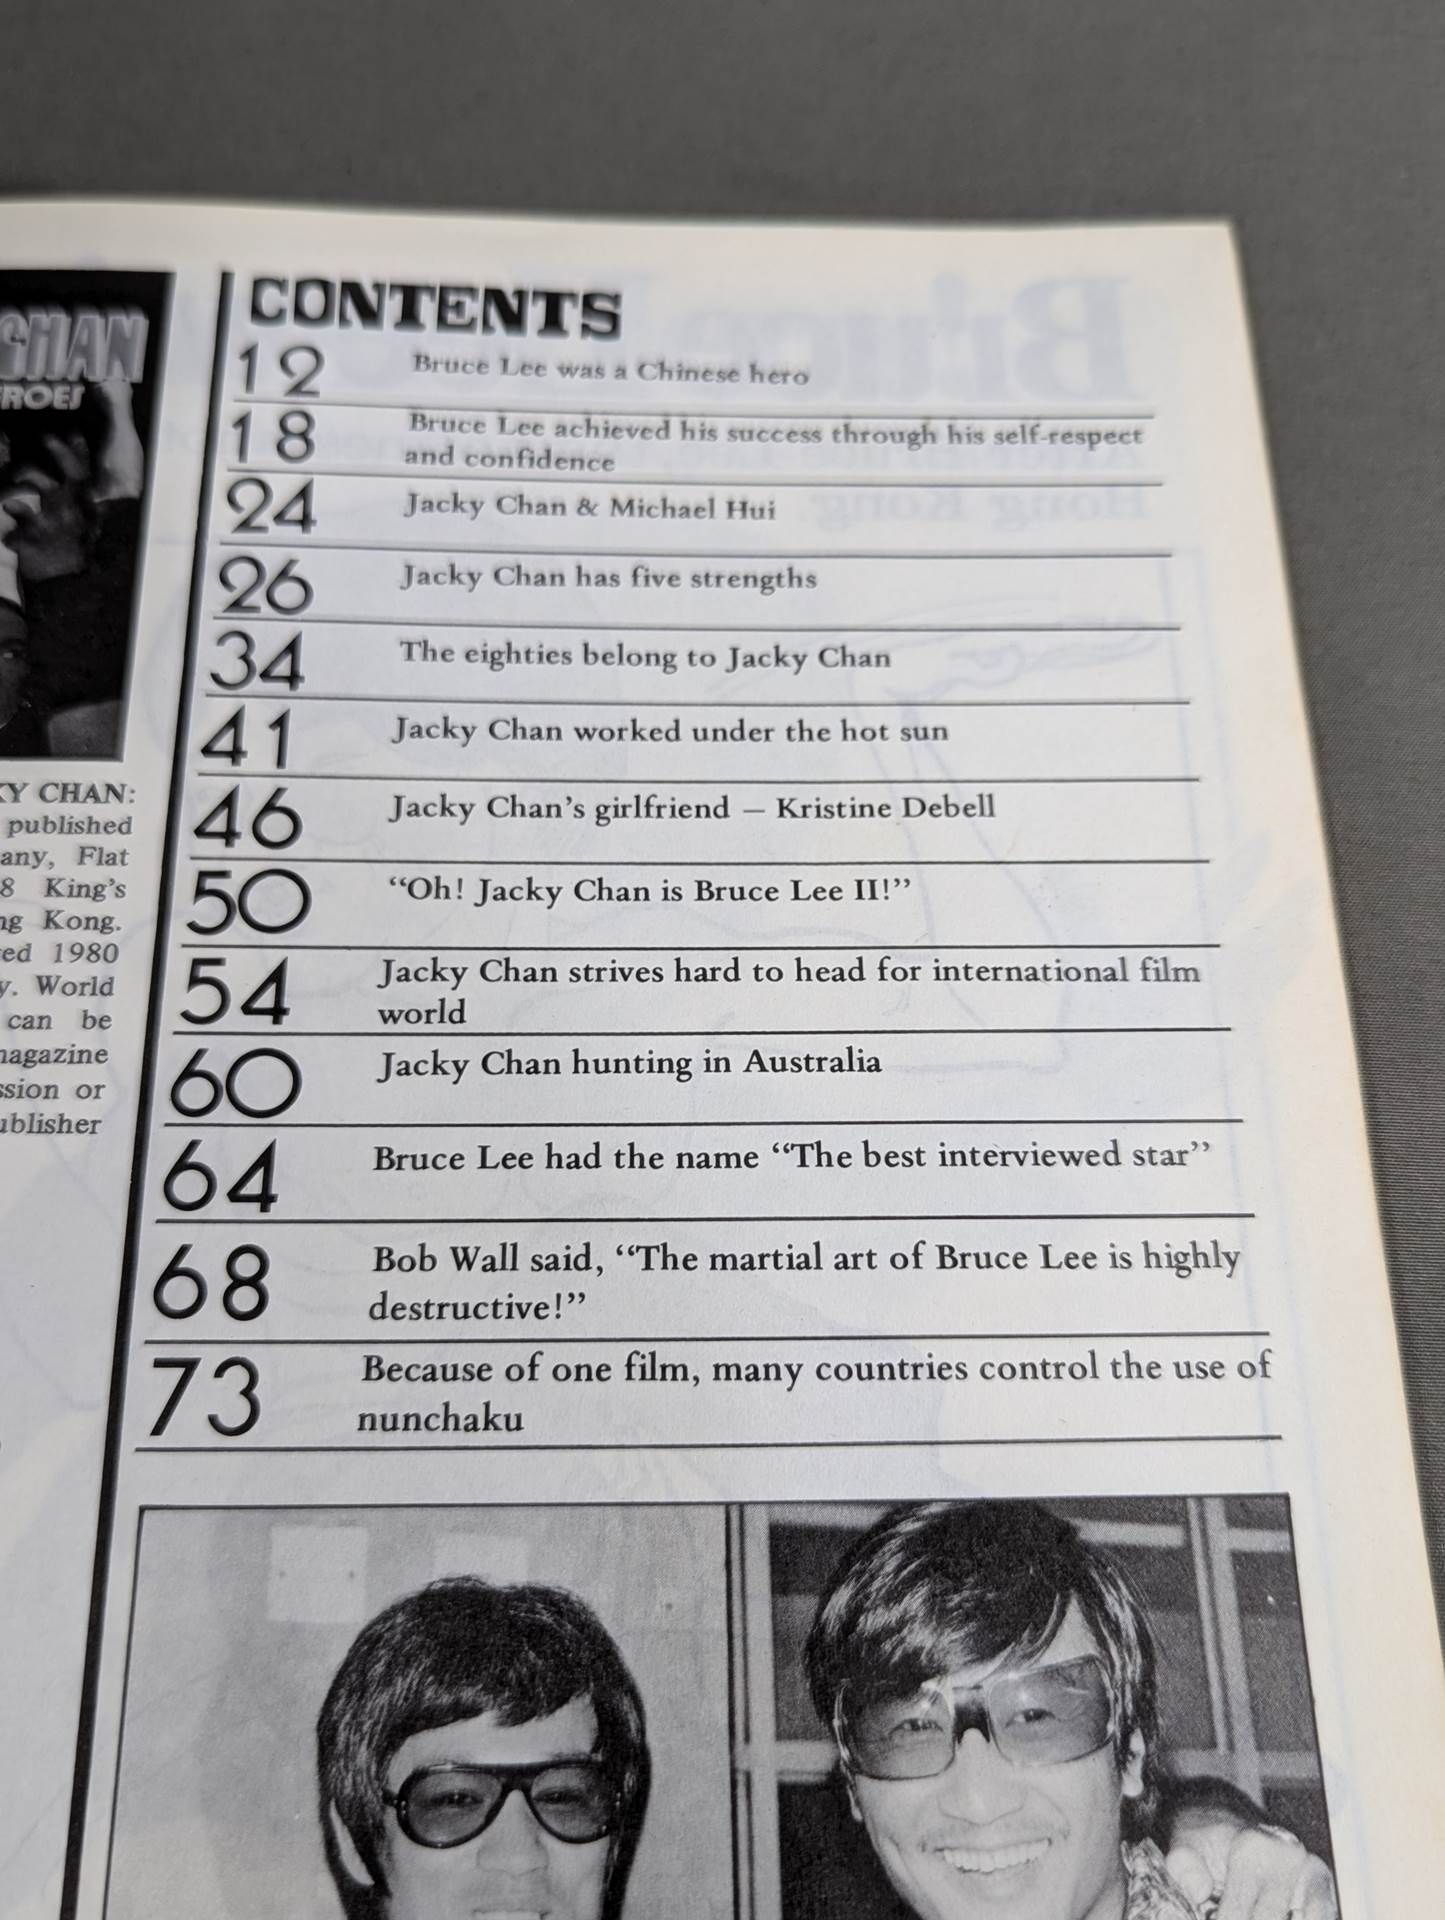 CHAN
CONTENTS
12 Bruce Lee was a Chinese hero
18 Bruce Lee achieved his success through his self-respect
and confidence
24 Jacky Chan & Michael Hui
26 Jacky Chan has five strengths
34 The eighties belong to Jacky Chan
41 Jacky Chan worked under the hot sun
46 Jacky Chan's girlfriend — Kristine Debell
50 “Oh! Jacky Chan is Bruce Lee II!”
54 Jacky Chan strives hard to head for international film
world
60 Jacky Chan hunting in Australia
64 Bruce Lee had the name “The best interviewed star”
68 Bob Wall said, “The martial art of Bruce Lee is highly
destructive!”
73 Because of one film, many countries control the use of
nunchaku
CHAN:
published
Flat
8 King's
Kong.
1980
World
can be
or